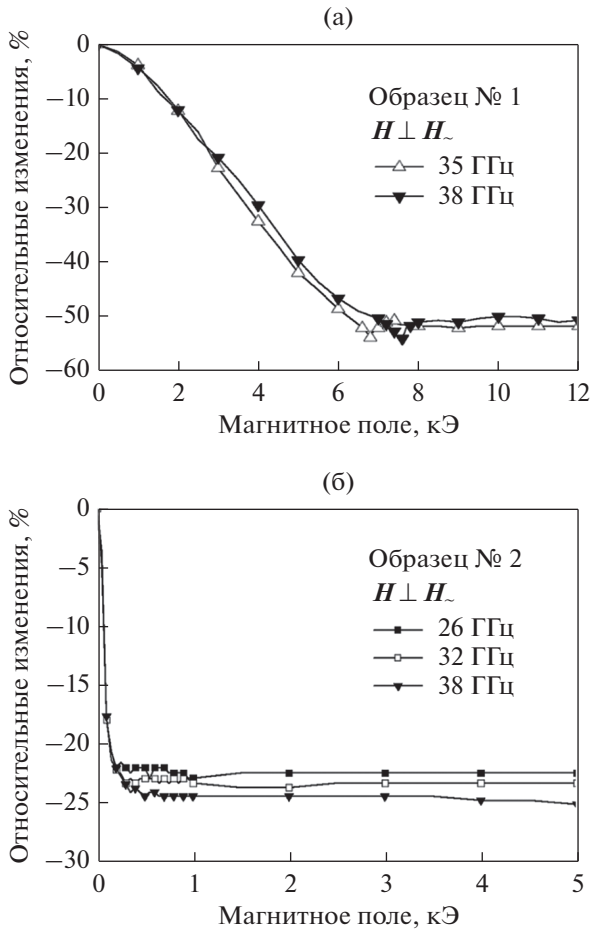 (а)
Относительные изменения, %
0
−10
−20
−30
−40
−50
−60
Образец № 1
H ⊥ H~
35 ГГц
38 ГГц
0 2 4 6 8 10 12
Магнитное поле, кЭ
(б)
Относительные изменения, %
0
−5
−10
−15
−20
−25
−30
Образец № 2
H ⊥ H~
26 ГГц
32 ГГц
38 ГГц
0 1 2 3 4 5
Магнитное поле, кЭ